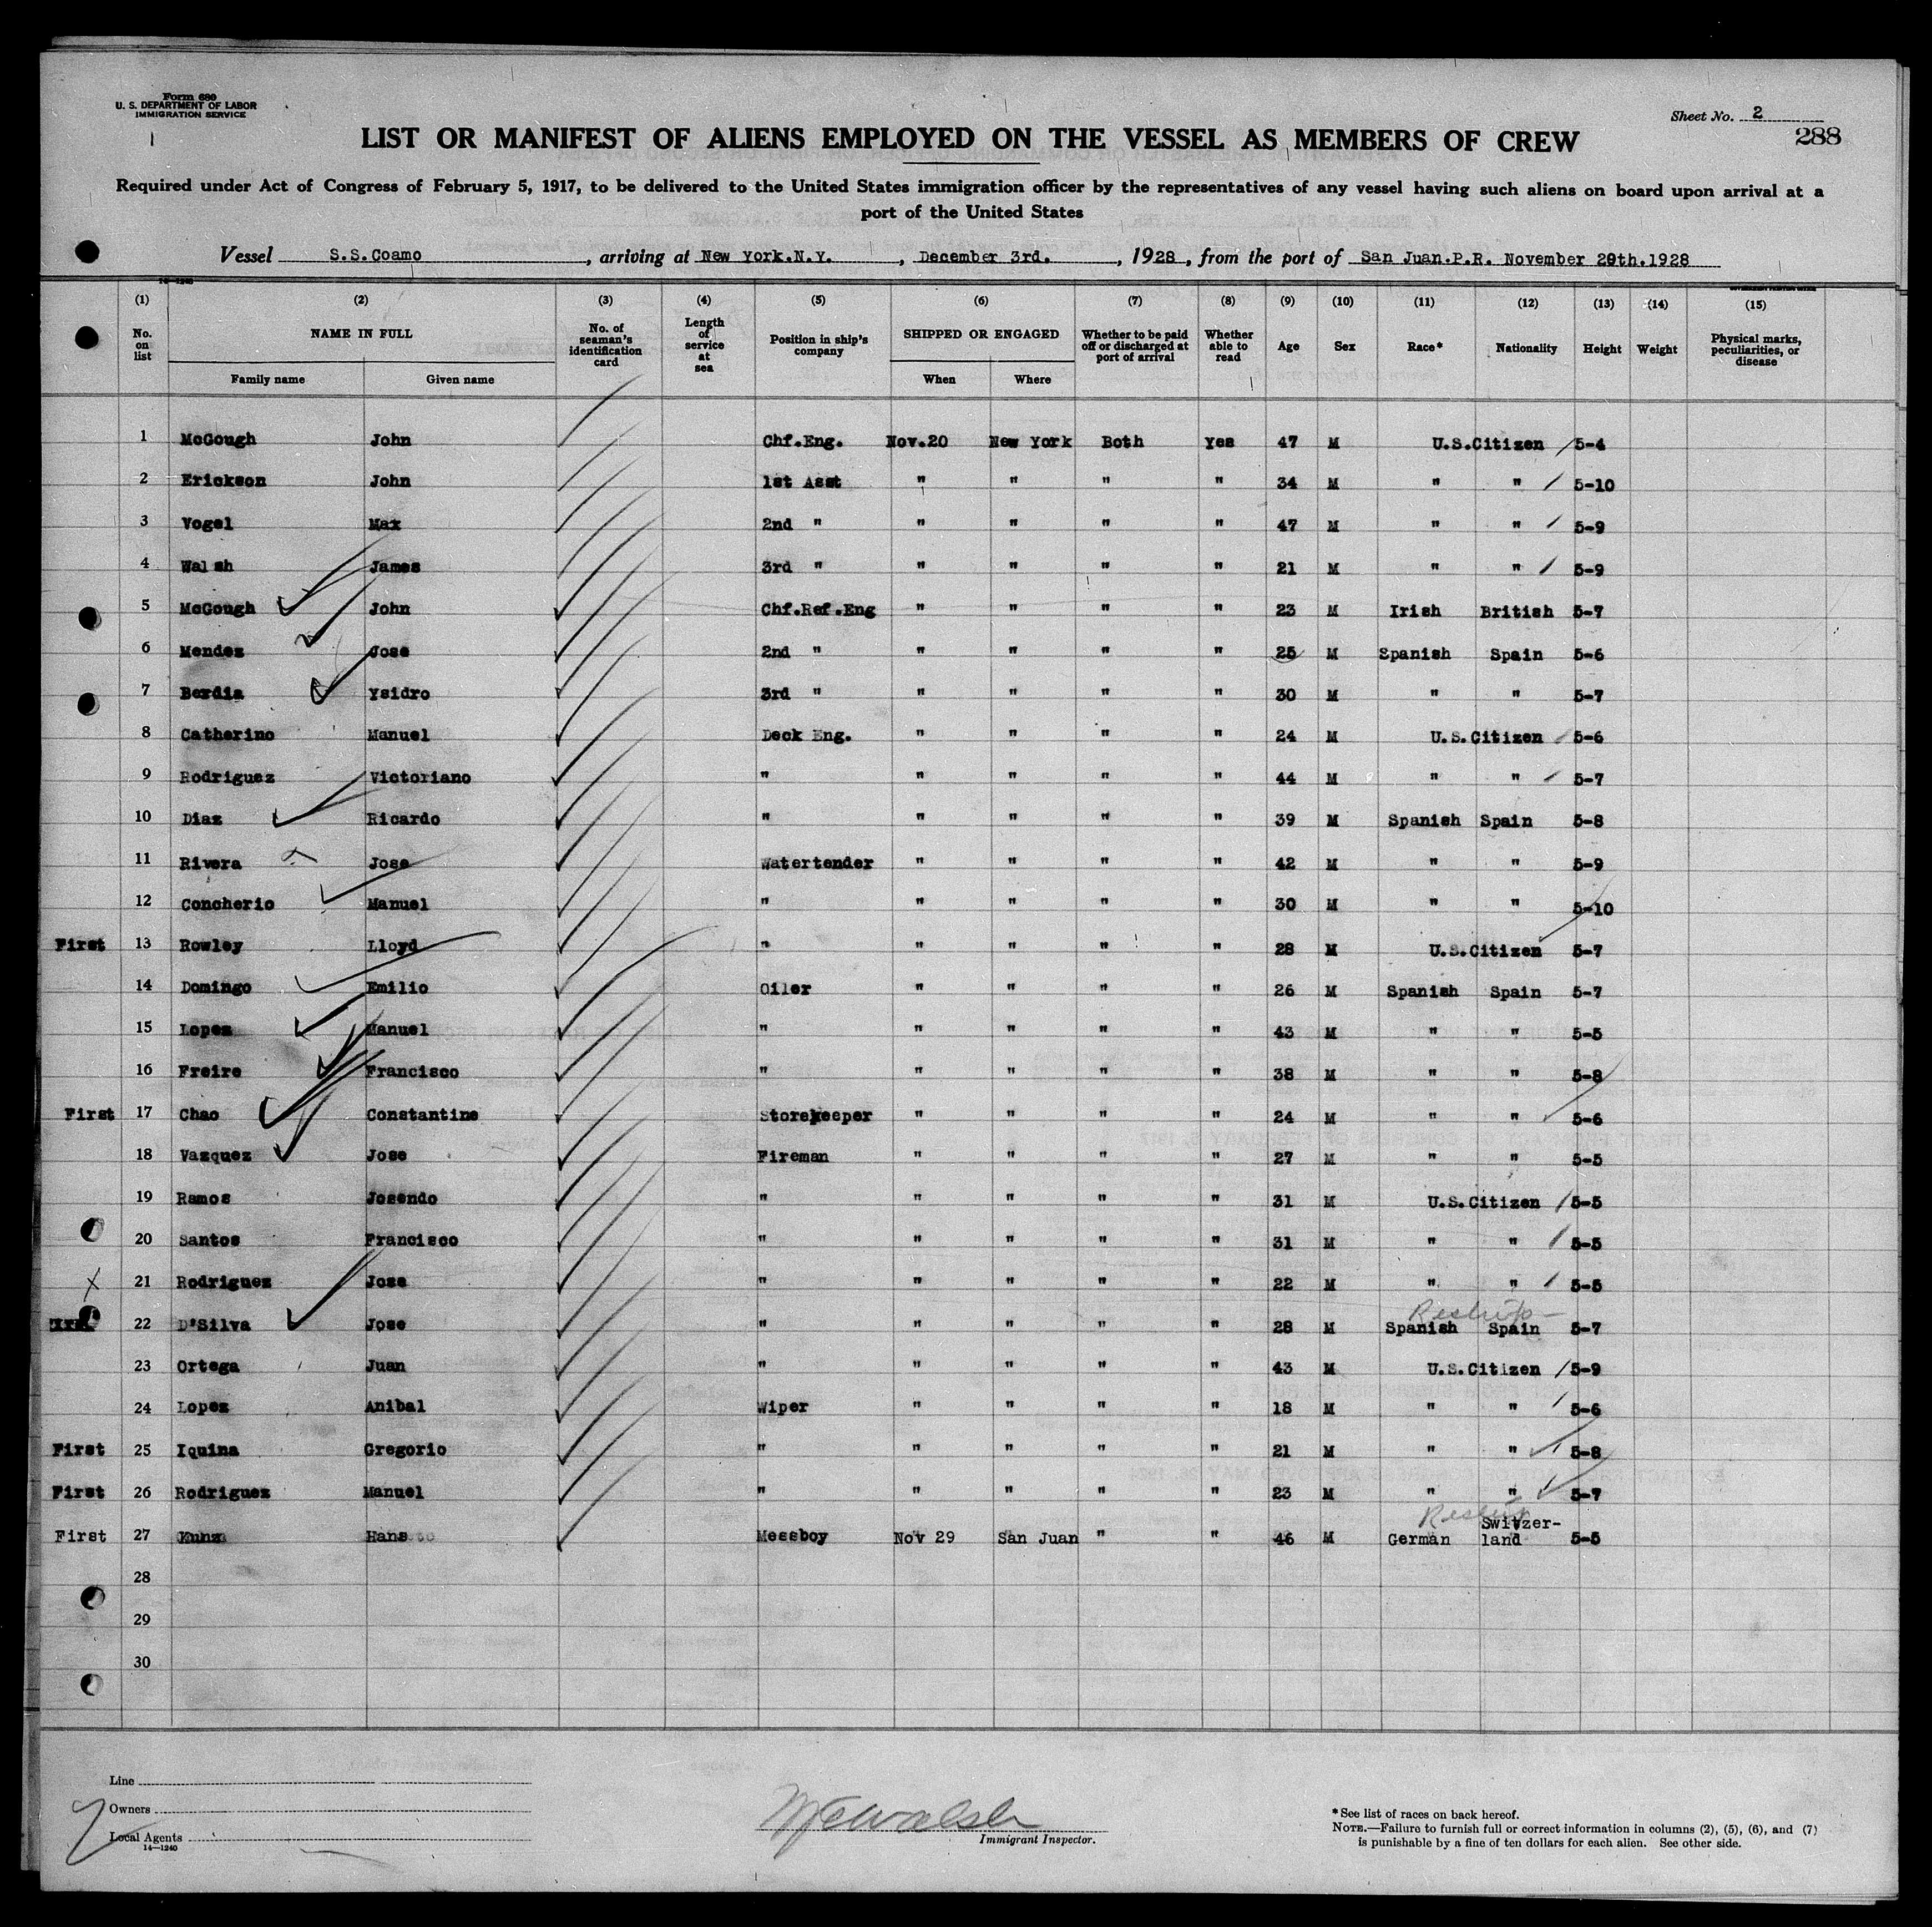 Form 680
U. S. DEPARTMENT OF LABOR
IMMIGRATION SERVICE
Sheet No. 2
288
LIST OR MANIFEST OF ALIENS EMPLOYED ON THE VESSEL AS MEMBERS OF CREW
Required under Act of Congress of February 5, 1917, to be delivered to the United States immigration officer by the representatives of any vessel having such aliens on board upon arrival at a
port of the United States
Vessel S.S.Coamo, arriving at New York.N.Y., December 3rd., 1928, from the port of San Juan.P.R. November 29th.1928
(1) (2) (3) (4) (5) (6) (7) (8) (9) (10) (11) (12) (13) (14) (15)
No. on list NAME IN FULL No. of seaman's identification card Length of service at sea Position in ship's company SHIPPED OR ENGAGED Whether to be paid off or discharged at port of arrival Whether able to read Age Sex Race* Nationality Height Weight Physical marks, peculiarities, or disease
Family name Given name When Where
1 McGough John Chf.Eng. Nov.20 New York Both Yes 47 M U.S.Citizen 5-4
2 Erickson John 1st Asst " " " " 34 M " " 5-10
3 Vogel Max 2nd " " " " " 47 M " " 5-9
4 Walsh James 3rd " " " " " 21 M " " 5-9
5 McGough John Chf.Ref.Eng " " " " 23 M Irish British 5-7
6 Mendez Jose 2nd " " " " " 25 M Spanish Spain 5-6
7 Berdia Ysidro 3rd " " " " " 30 M " " 5-7
8 Catherino Manuel Deck Eng. " " " " 24 M U.S.Citizen 5-6
9 Rodriguez Victoriano " " " " " 44 M " " 5-7
10 Diaz Ricardo " " " " " 39 M Spanish Spain 5-8
11 Rivera Jose Watertender " " " " 42 M " " 5-9
12 Concherio Manuel " " " " " 30 M " " 5-10
First 13 Rowley Lloyd " " " " " 28 M U.S.Citizen 5-7
14 Domingo Emilio Oiler " " " " 26 M Spanish Spain 5-7
15 Lopez Manuel " " " " " 43 M " " 5-5
16 Freire Francisco " " " " " 38 M " " 5-8
First 17 Chao Constantine Storekeeper " " " " 24 M " " 5-6
18 Vazquez Jose Fireman " " " " 27 M " " 5-5
19 Ramos Josendo " " " " " 31 M U.S.Citizen 5-5
20 Santos Francisco " " " " " 31 M " " 5-5
X 21 Rodriguez Jose " " " " " 22 M " " 5-5
Reship
22 D'Silva Jose " " " " " 28 M Spanish Spain 5-7
23 Ortega Juan " " " " " 43 M U.S.Citizen 5-9
24 Lopez Anibal Wiper " " " " 18 M " " 5-6
First 25 Iquina Gregorio " " " " " 21 M " " 5-8
First 26 Rodriguez Manuel " " " " " 23 M " " 5-7
Reship
First 27 Kunz Hans Messboy Nov 29 San Juan " " 46 M German Switzer-
land 5-5
28
29
30
Line
Owners
Local Agents
14—1240
Immigrant Inspector.
*See list of races on back hereof.
NOTE.—Failure to furnish full or correct information in columns (2), (5), (6), and (7)
is punishable by a fine of ten dollars for each alien. See other side.